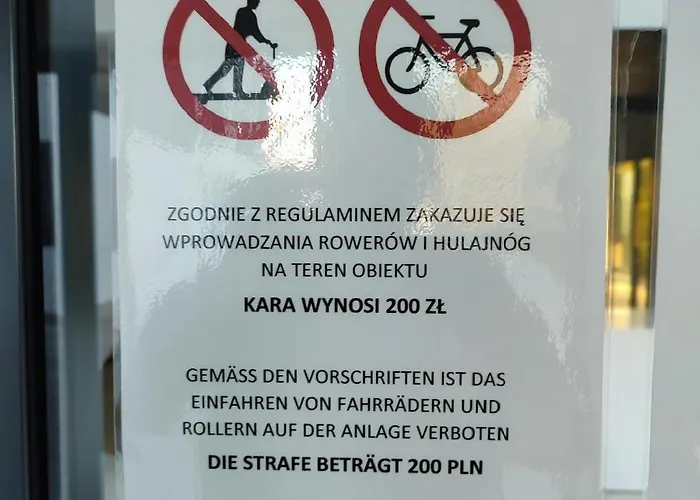 ZGODNIE Z REGULAMINEM ZAKAZUJE SIĘ
WPROWADZANIA ROWERÓW I HULAJNÓG
NA TEREN OBIEKTU
KARA WYNOSI 200 ZŁ
GEMÄSS DEN VORSCHRIFTEN IST DAS
EINFAHREN VON FAHRRÄDERN UND
ROLLERN AUF DER ANLAGE VERBOTEN
DIE STRAFE BETRÄGT 200 PLN